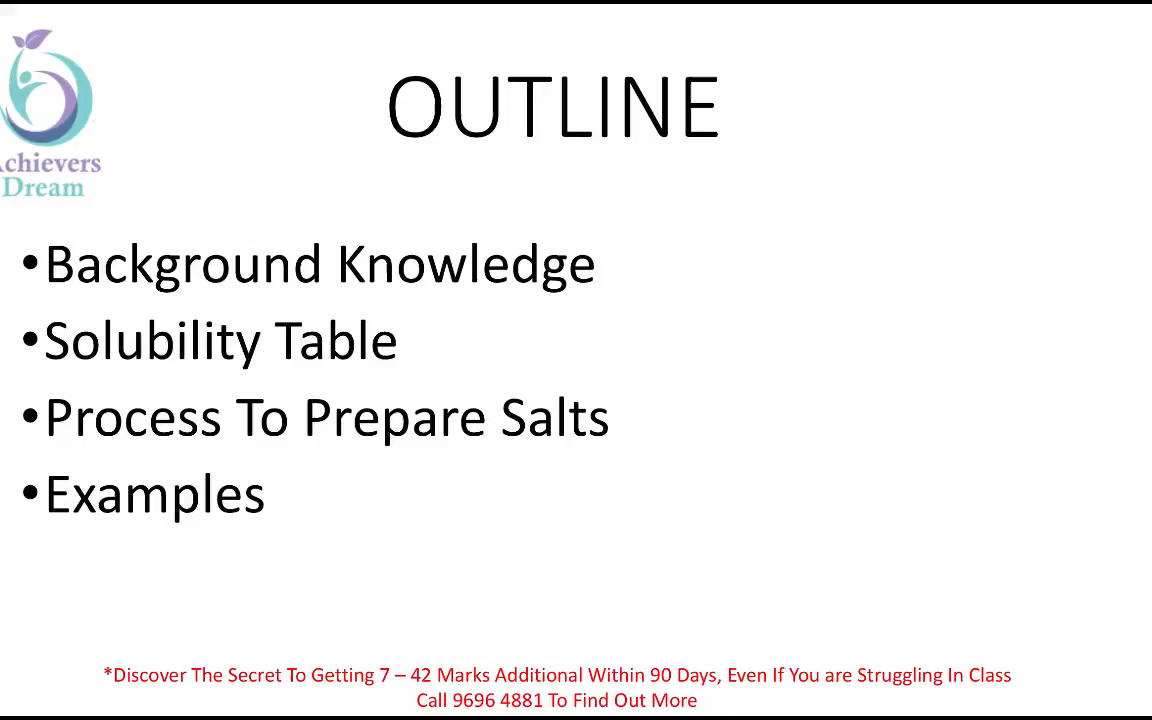 OUTLINE
chievers
Dream
•Background Knowledge
•Solubility Table
•Process To Prepare Salts
•Examples
*Discover The Secret To Getting 7 – 42 Marks Additional Within 90 Days, Even If You are Struggling In Class
Call 9696 4881 To Find Out More